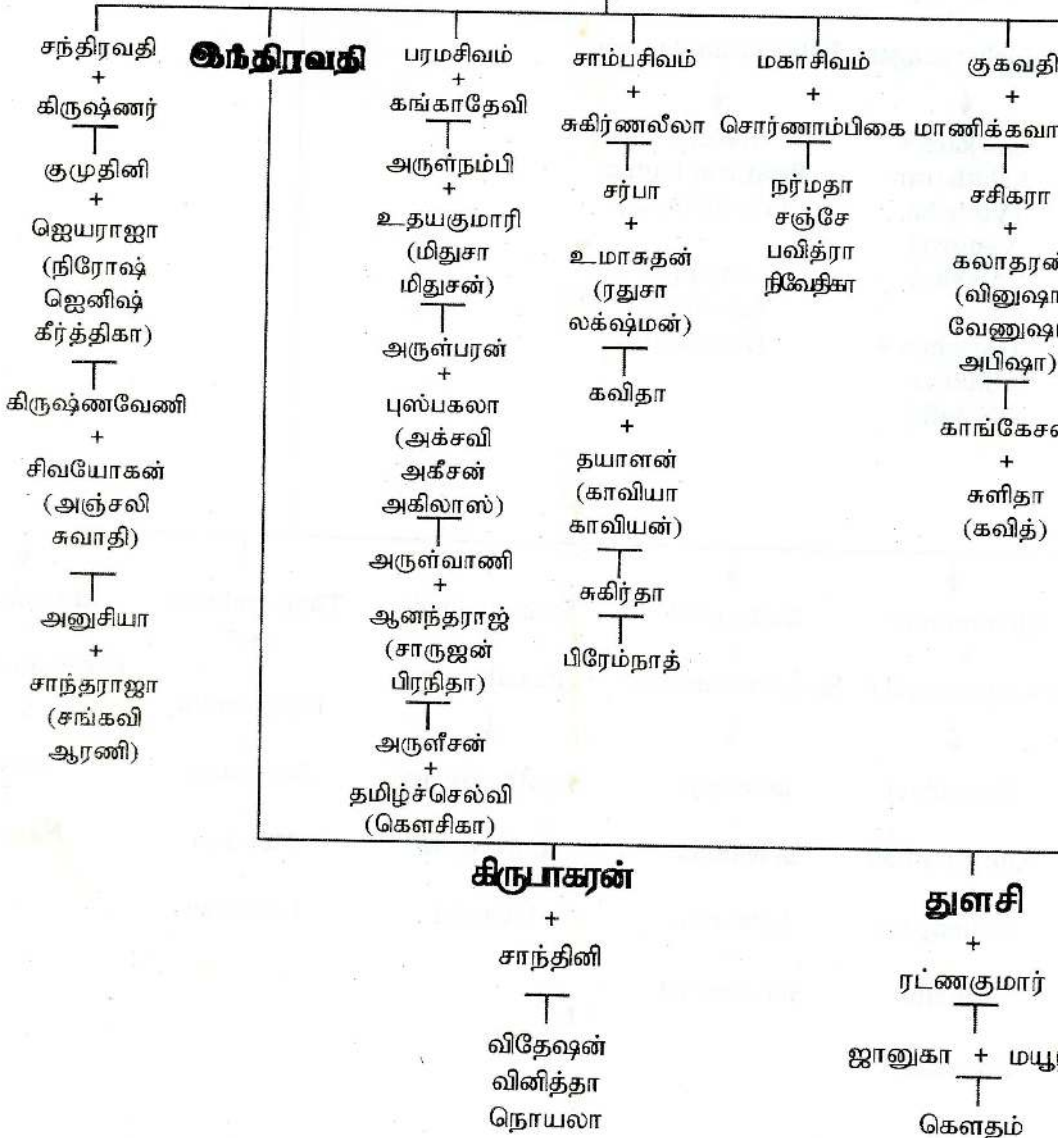 சந்திரவதி
+
கிருஷ்ணர்
குமுதினி
+
ஜெயராஜா
(நிரோஷ்
ஜெனிஷ்
கீர்த்திகா)
கிருஷ்ணவேணி
+
சிவயோகன்
(அஞ்சலி
சுவாதி)
அனுசியா
+
சாந்தராஜா
(சங்கவி
ஆரணி)
இந்திரவதி
பரமசிவம்
+
கங்காதேவி
அருள்நம்பி
+
உதயகுமாரி
(மிதுசா
மிதுசன்)
அருள்பரன்
+
புஸ்பகலா
(அக்சவி
அகீசன்
அகிலாஸ்)
அருள்வாணி
+
ஆனந்தராஜ்
(சாருஜன்
பிரநிதா)
அருளீசன்
+
தமிழ்ச்செல்வி
(கௌசிகா)
சாம்பசிவம்
+
சுகிர்ணலீலா
சர்பா
+
உமாசுதன்
(ரதுசா
லக்ஷ்மன்)
கவிதா
+
தயாளன்
(காவியா
காவியன்)
சுகிர்தா
பிரேம்நாத்
மகாசிவம்
+
சொர்ணாம்பிகை
நர்மதா
சஞ்சே
பவித்ரா
நிவேதிகா
குகவதி
+
சசிகரா
+
கலாதரன்
(வினுஷா
அபிஷா)
+
சுளிதா
(கவித்)
கிருபாகரன்
+
சாந்தினி
விதேஷன்
வினித்தா
நொயலா
துளசி
+
ரட்ணகுமார்
ஜானுகா +
கௌதம்